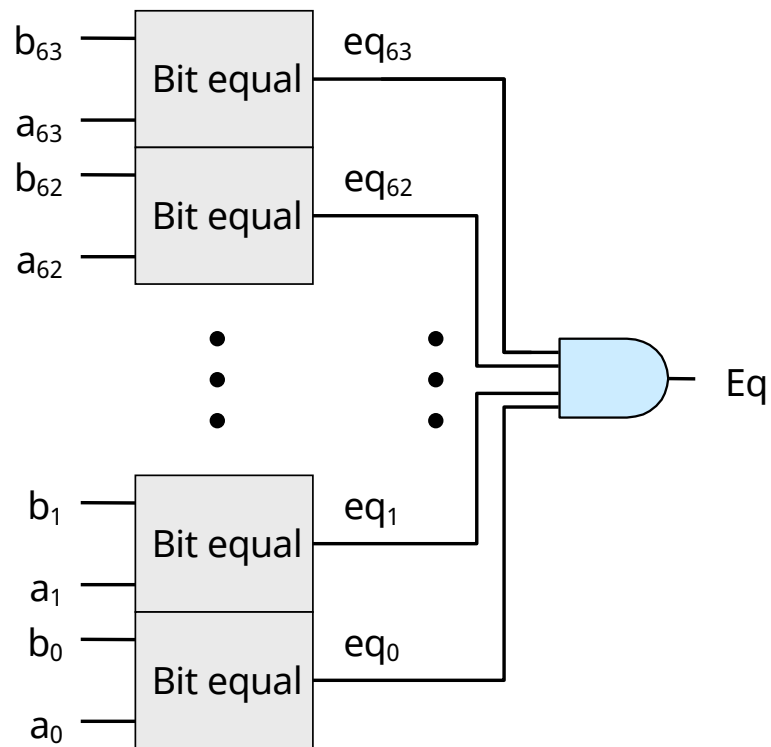 b₆₃ Bit equal eq₆₃
a₆₃
b₆₂ Bit equal eq₆₂
a₆₂
Eq
b₁ Bit equal eq₁
a₁
b₀ Bit equal eq₀
a₀